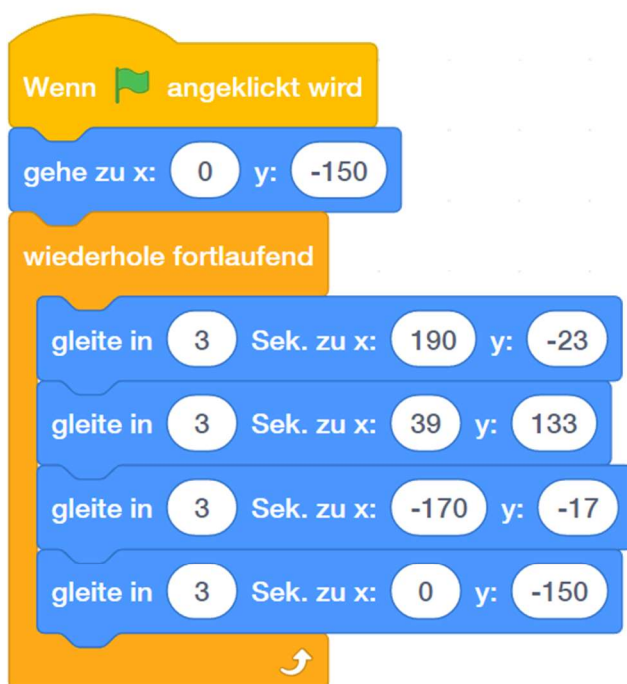 Wenn angeklickt wird
gehe zu x: 0 y: -150
wiederhole fortlaufend
gleite in 3 Sek. zu x: 190 y: -23
gleite in 3 Sek. zu x: 39 y: 133
gleite in 3 Sek. zu x: -170 y: -17
gleite in 3 Sek. zu x: 0 y: -150